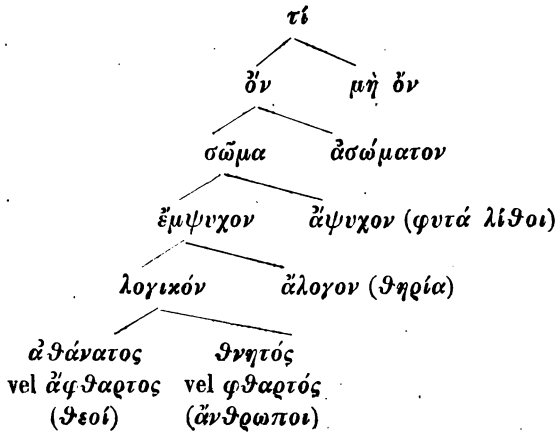 τί
ὄν μὴ ὄν
σῶμα ἀσώματον
ἔμψυχον ἄψυχον (φυτά λίθοι)
λογικόν ἄλογον (θηρία)
ἀθάνατος θνητός
vel ἄφθαρτος vel φθαρτός
(θεοί) (ἄνθρωποι)